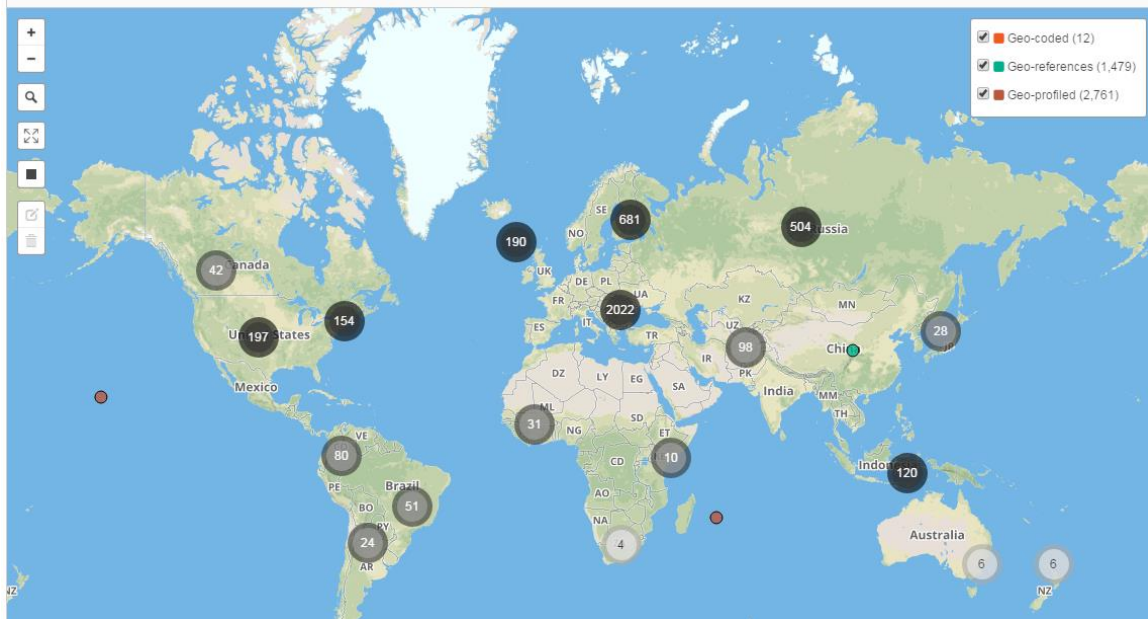 +
Geo-coded (12)
−
Geo-references (1,479)
Geo-profiled (2,761)
SE
681
504
Russia
NO
190
42
Canada
UK
DE
PL
2022
UA
KZ
MN
FR
154
ES
IT
TR
UZ
28
197
United States
98
China
JP
IR
PK
Mexico
DZ
LY
EG
SA
India
MM
TH
31
ML
NG
SD
ET
80
VE
10
CD
Indonesia
120
PE
Brazil
51
BO
AO
24
PY
NA
4
Australia
AR
6
6
NZ
NZ